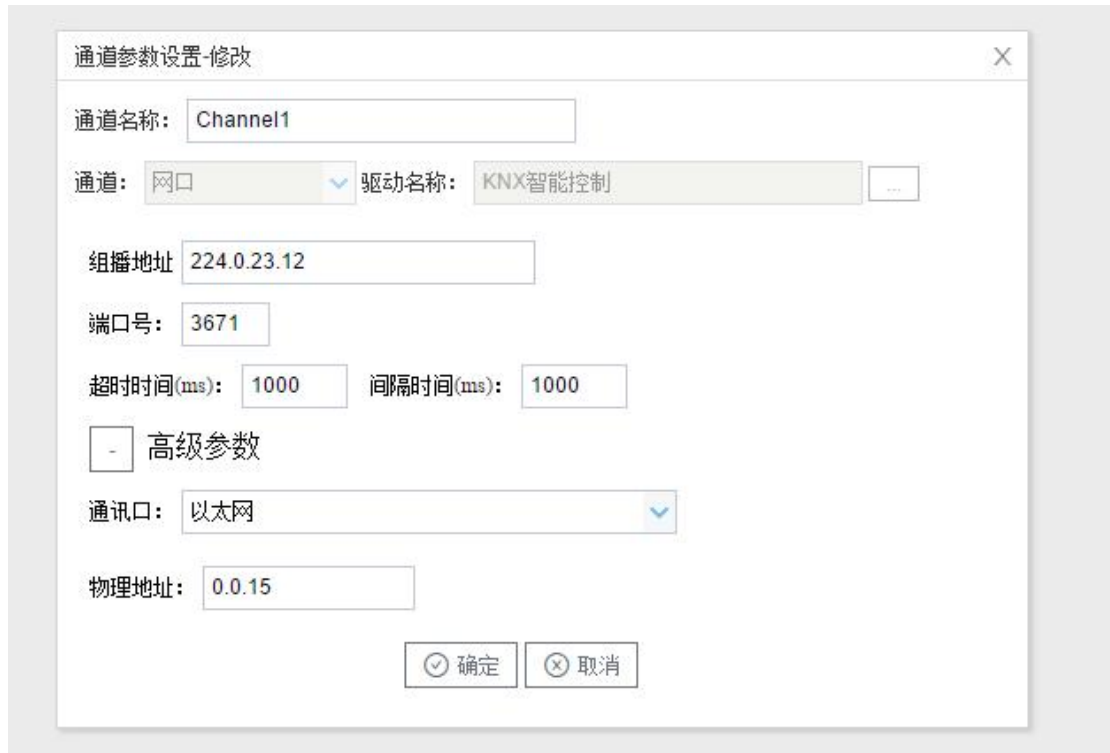 通道参数设置-修改 X
通道名称: Channel1
通道: 网口 驱动名称: KNX智能控制 ...
组播地址 224.0.23.12
端口号: 3671
超时时间(ms): 1000 间隔时间(ms): 1000
- 高级参数
通讯口: 以太网
物理地址: 0.0.15
确定 取消